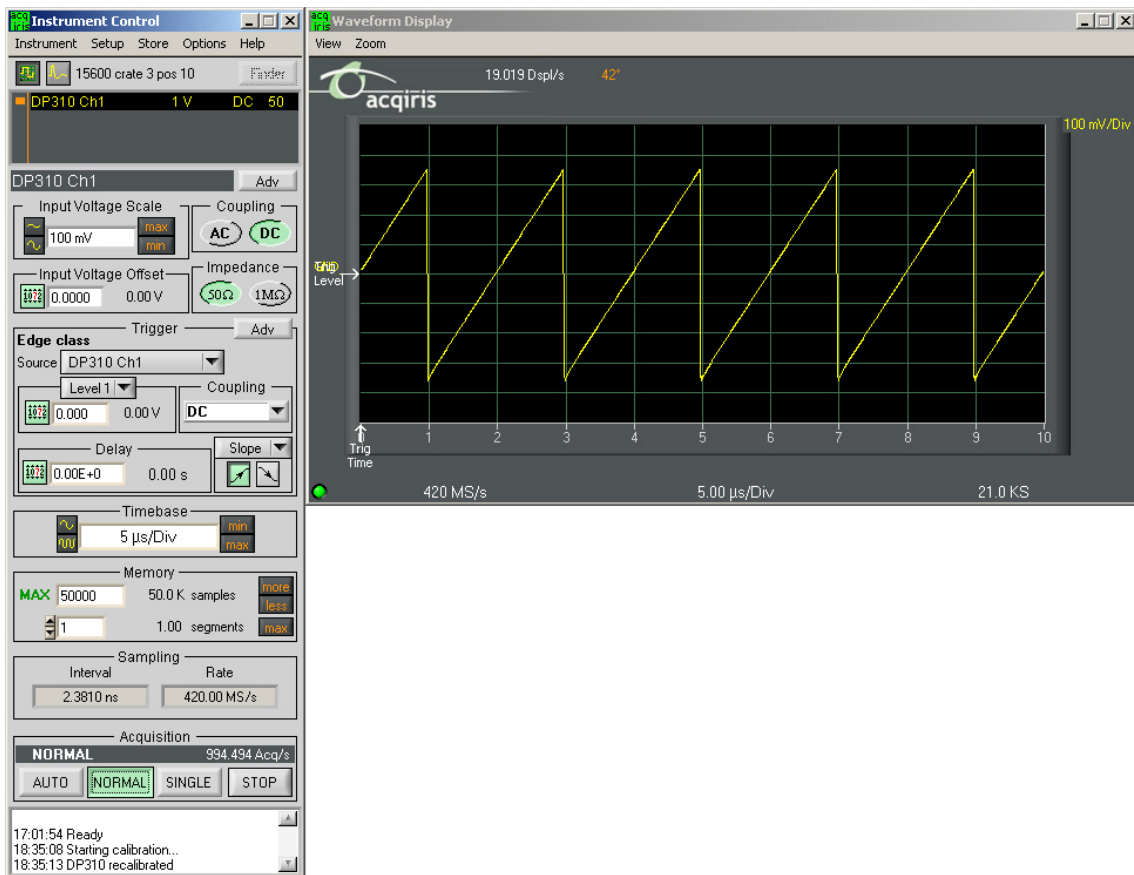 acq iris Instrument Control
Instrument Setup Store Options Help
15600 crate 3 pos 10 Finder
DP310 Ch1 1 V DC 50
DP310 Ch1 Adv
Input Voltage Scale
100 mV max min
Coupling
AC DC
Input Voltage Offset
0.0000 0.00 V
Impedance
50Ω 1MΩ
Trigger Adv
Edge class
Source DP310 Ch1
Level 1
0.000 0.00 V
Coupling
DC
Delay
0.00E+0 0.00 s
Slope
Timebase
5 µs/Div min max
Memory
MAX 50000 50.0 K samples more less
1 1.00 segments max
Sampling
Interval Rate
2.3810 ns 420.00 MS/s
Acquisition
NORMAL 994.494 Acq/s
AUTO NORMAL SINGLE STOP
17:01:54 Ready
18:35:08 Starting calibration...
18:35:13 DP310 recalibrated
acq iris Waveform Display
View Zoom
acqiris
19.019 Dspl/s 42°
100 mV/Div
Level
1 2 3 4 5 6 7 8 9 10
Trig
Time
420 MS/s 5.00 µs/Div 21.0 KS